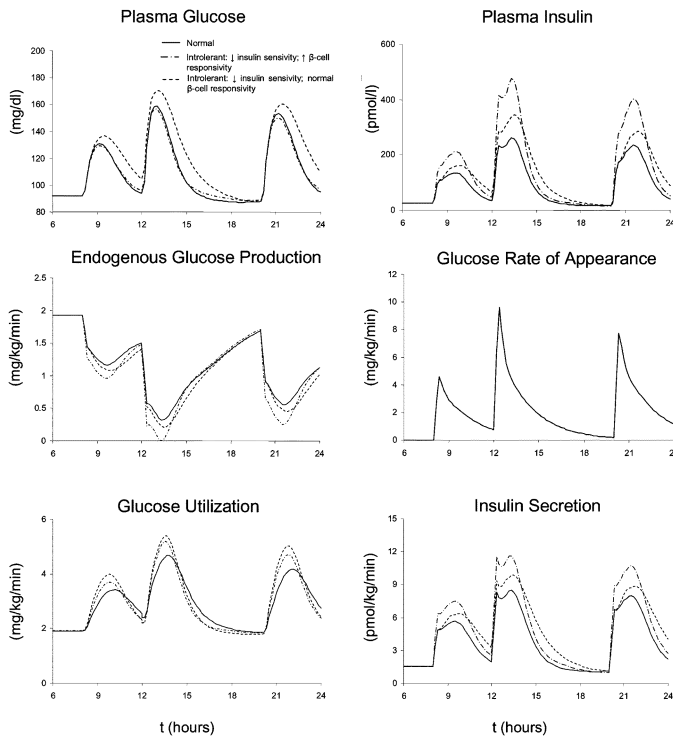 Plasma Glucose
(mg/dl)
200
180
160
140
120
100
80
6 9 12 15 18 21 24
Normal
Intolerant: ↓ insulin sensivity; ↑ β-cell
responsivity
Intolerant: ↓ insulin sensivity; normal
β-cell responsivity
Plasma Insulin
(pmol/l)
600
400
200
0
6 9 12 15 18 21 24
Endogenous Glucose Production
(mg/kg/min)
2.5
2
1.5
1
0.5
0
6 9 12 15 18 21 24
Glucose Rate of Appearance
(mg/kg/min)
12
10
8
6
4
2
0
6 9 12 15 18 21 24
Glucose Utilization
(mg/kg/min)
6
4
2
0
6 9 12 15 18 21 24
t (hours)
Insulin Secretion
(pmol/kg/min)
15
12
9
6
3
0
6 9 12 15 18 21 24
t (hours)